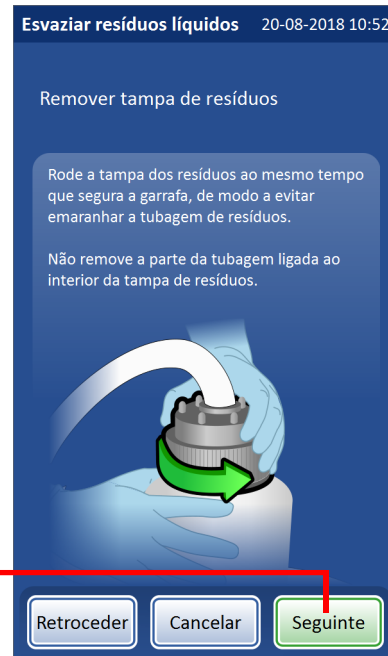 Esvaziar resíduos líquidos 20-08-2018 10:52
Remover tampa de resíduos
Rode a tampa dos resíduos ao mesmo tempo
que segura a garrafa, de modo a evitar
emaranhar a tubagem de resíduos.
Não remove a parte da tubagem ligada ao
interior da tampa de resíduos.
Retroceder Cancelar Seguinte